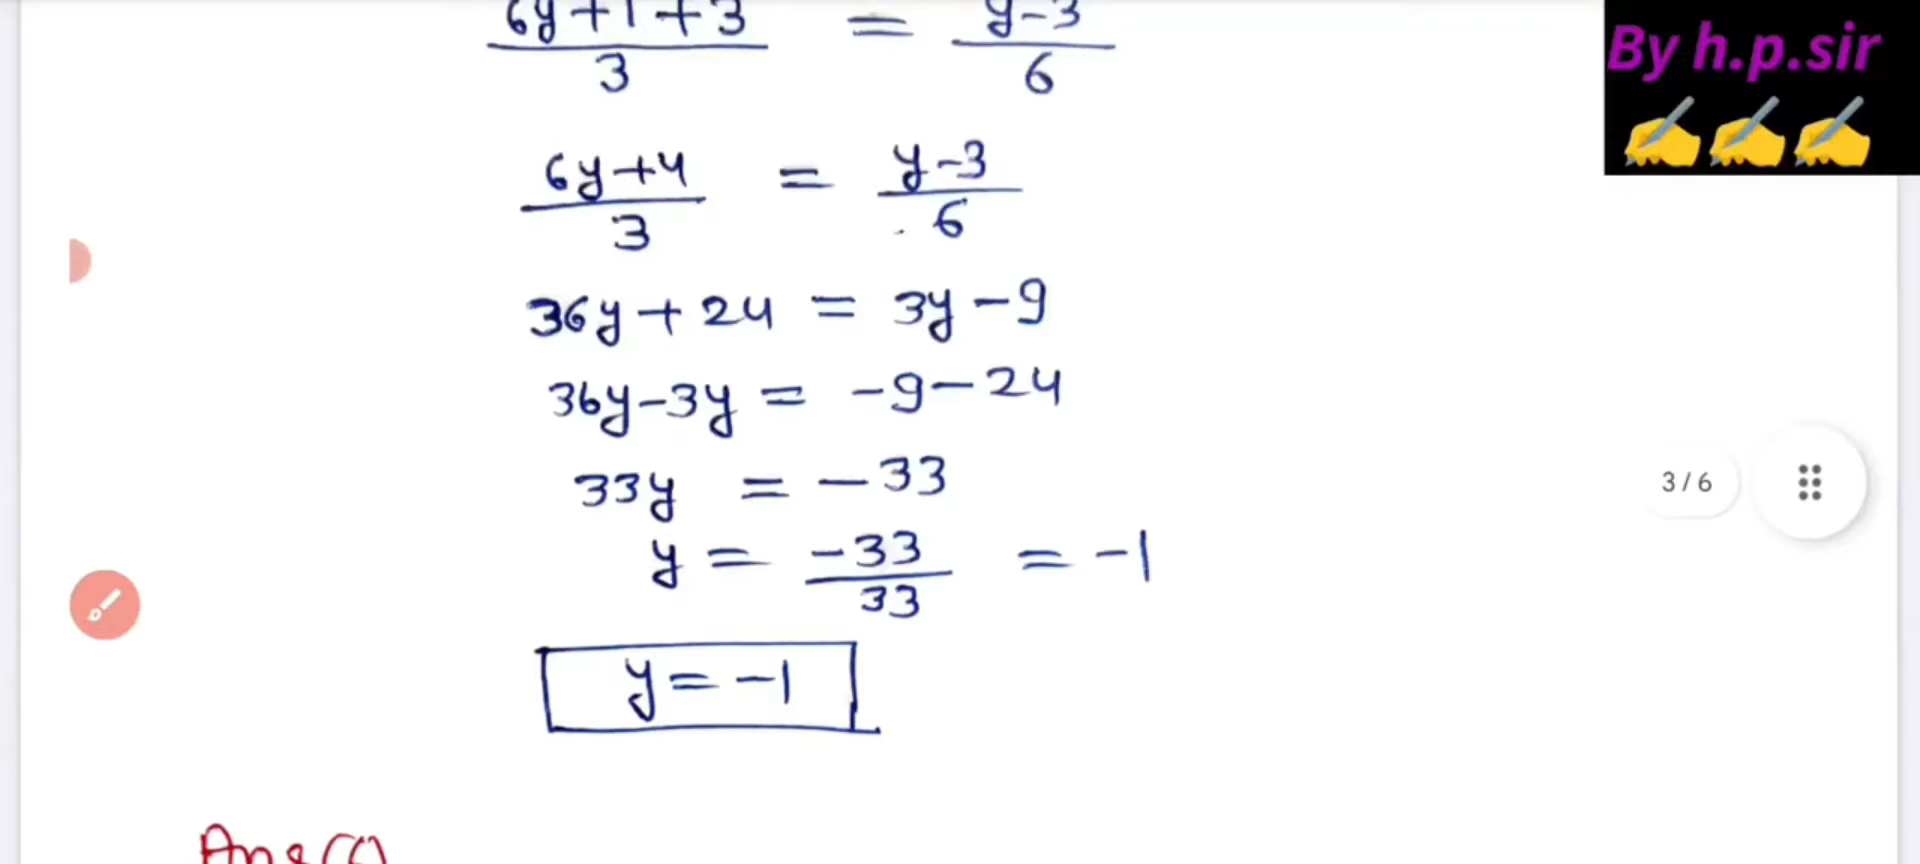 6y+1+3/3 = y-3/6
By h.p.sir
6y+4/3 = y-3/6
36y+24 = 3y-9
36y-3y = -9-24
33y = -33
3/6
y = -33/33 = -1
y=-1
Ans(